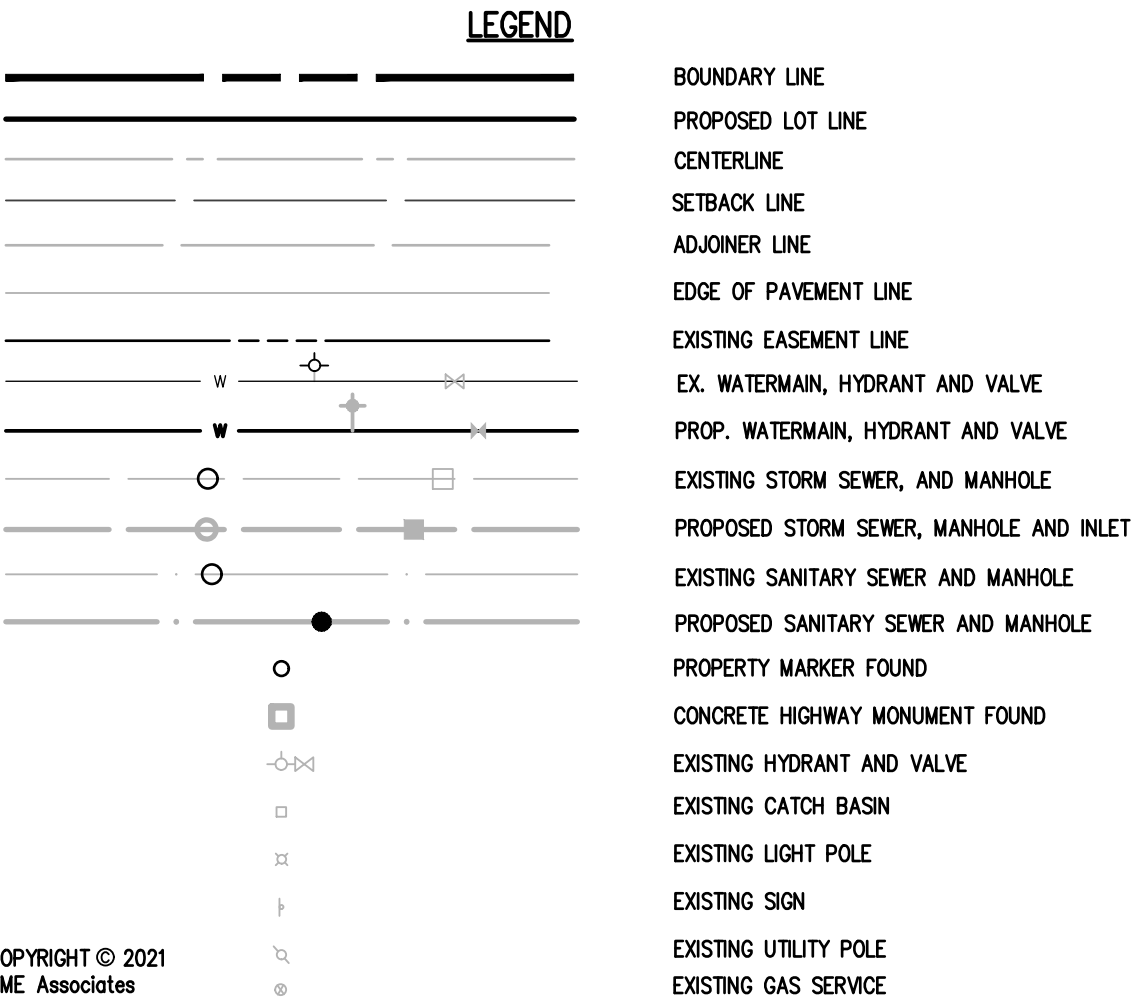 LEGEND
BOUNDARY LINE
PROPOSED LOT LINE
CENTERLINE
SETBACK LINE
ADJOINER LINE
EDGE OF PAVEMENT LINE
EXISTING EASEMENT LINE
W EX. WATERMAIN, HYDRANT AND VALVE
W PROP. WATERMAIN, HYDRANT AND VALVE
EXISTING STORM SEWER, AND MANHOLE
PROPOSED STORM SEWER, MANHOLE AND INLET
EXISTING SANITARY SEWER AND MANHOLE
PROPOSED SANITARY SEWER AND MANHOLE
PROPERTY MARKER FOUND
CONCRETE HIGHWAY MONUMENT FOUND
EXISTING HYDRANT AND VALVE
EXISTING CATCH BASIN
EXISTING LIGHT POLE
EXISTING SIGN
EXISTING UTILITY POLE
EXISTING GAS SERVICE
OPYRIGHT © 2021
ME Associates